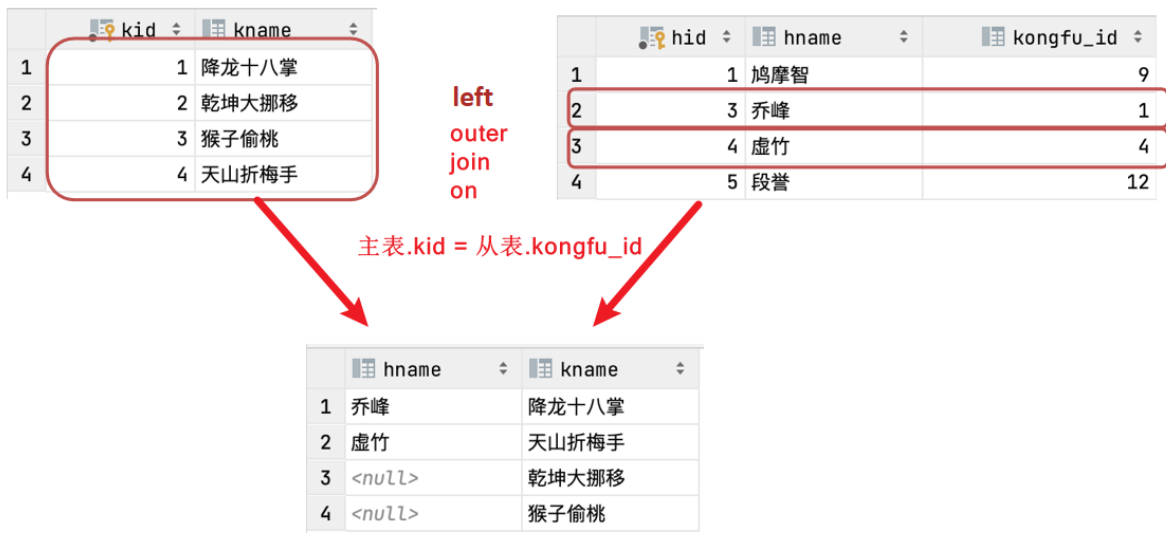 kid kname
1 1 降龙十八掌
2 2 乾坤大挪移
3 3 猴子偷桃
4 4 天山折梅手
left
outer
join
on
hid hname kongfu_id
1 1 鸠摩智 9
2 3 乔峰 1
3 4 虚竹 4
4 5 段誉 12
主表.kid = 从表.kongfu_id
hname kname
1 乔峰 降龙十八掌
2 虚竹 天山折梅手
3 <null> 乾坤大挪移
4 <null> 猴子偷桃